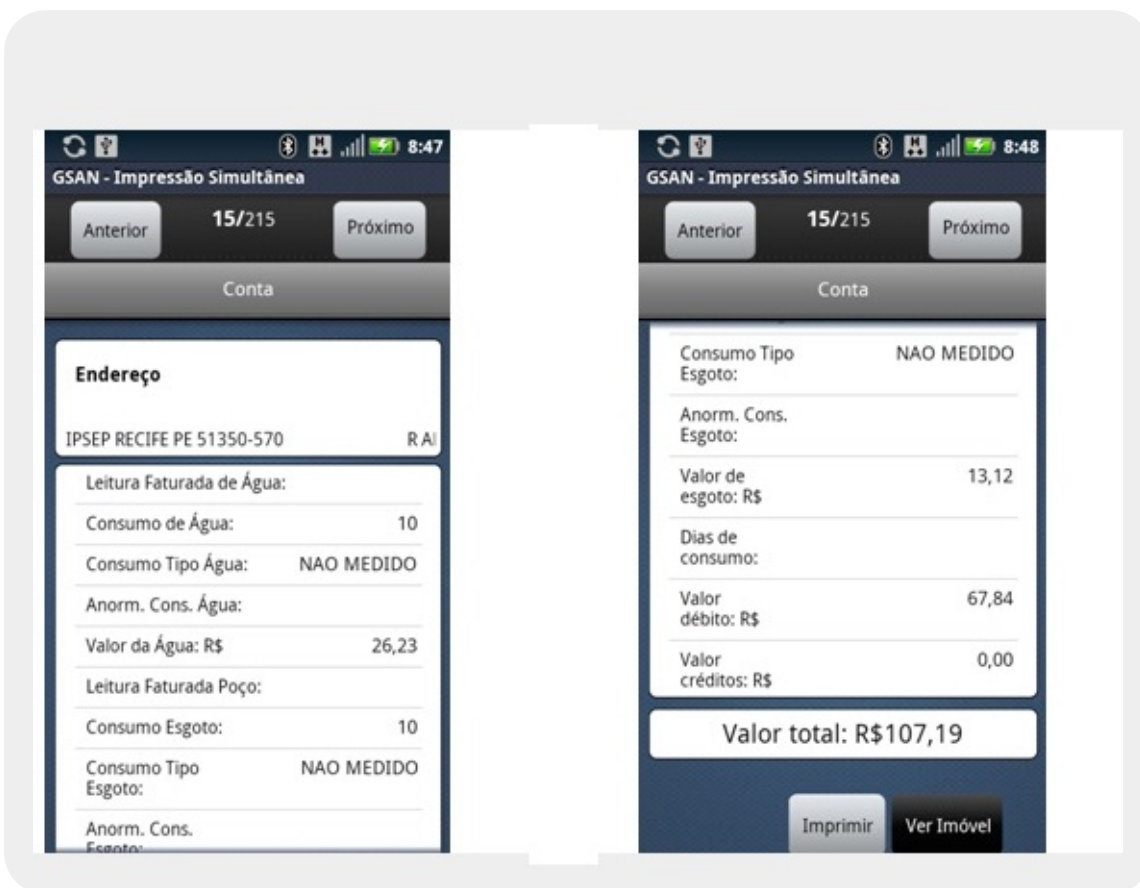 8:47
GSAN - Impressão Simultânea
Anterior
15/215
Próximo
Conta
Endereço
IPSEP RECIFE PE 51350-570 R
Leitura Faturada de Água:
Consumo de Água: 10
Consumo Tipo Água: NAO MEDIDO
Anorm. Cons. Água:
Valor da Água: R$ 26,23
Leitura Faturada Poço:
Consumo Esgoto: 10
Consumo Tipo NAO MEDIDO
Esgoto:
Anorm. Cons.
Esgoto:
8:48
GSAN - Impressão Simultânea
Anterior
15/215
Próximo
Conta
Consumo Tipo NAO MEDIDO
Esgoto:
Anorm. Cons.
Esgoto:
Valor de 13,12
esgoto: R$
Dias de
consumo:
Valor 67,84
débito: R$
Valor 0,00
créditos: R$
Valor total: R$107,19
Imprimir
Ver Imóvel